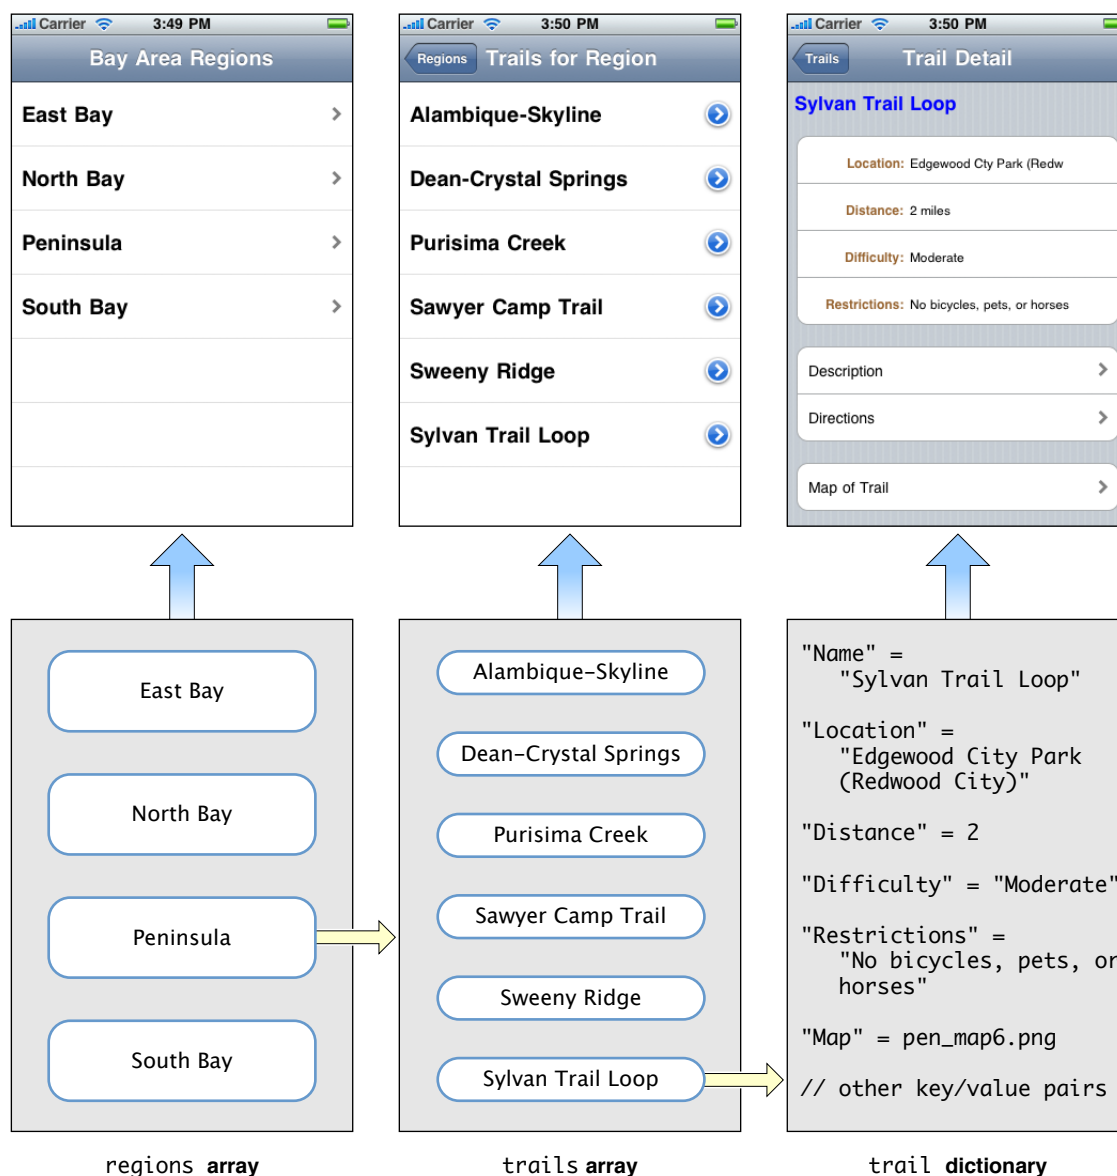 Carrier 3:49 PM
Bay Area Regions
East Bay
North Bay
Peninsula
South Bay
Carrier 3:50 PM
Regions Trails for Region
Alambique-Skyline
Dean-Crystal Springs
Purisima Creek
Sawyer Camp Trail
Sweeny Ridge
Sylvan Trail Loop
Carrier 3:50 PM
Trails Trail Detail
Sylvan Trail Loop
Location: Edgewood Cty Park (Redw
Distance: 2 miles
Difficulty: Moderate
Restrictions: No bicycles, pets, or horses
Description
Directions
Map of Trail
East Bay
North Bay
Peninsula
South Bay
regions array
Alambique-Skyline
Dean-Crystal Springs
Purisima Creek
Sawyer Camp Trail
Sweeny Ridge
Sylvan Trail Loop
trails array
"Name" =
"Sylvan Trail Loop"
"Location" =
"Edgewood City Park
(Redwood City)"
"Distance" = 2
"Difficulty" = "Moderate"
"Restrictions" =
"No bicycles, pets, or
horses"
"Map" = pen_map6.png
// other key/value pairs
trail dictionary